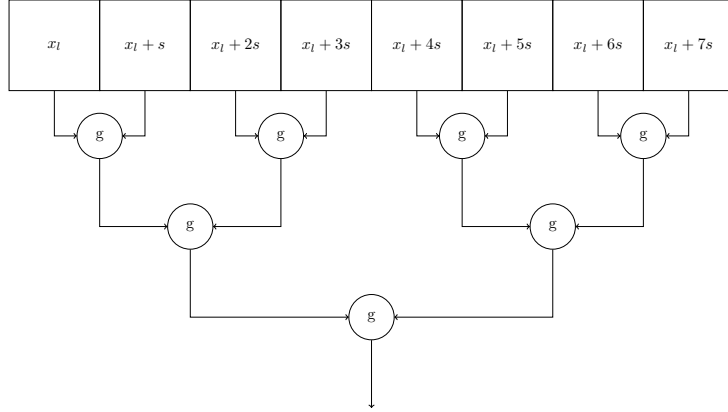 x_l x_l + s x_l + 2s x_l + 3s x_l + 4s x_l + 5s x_l + 6s x_l + 7s
g g g g
g g
g